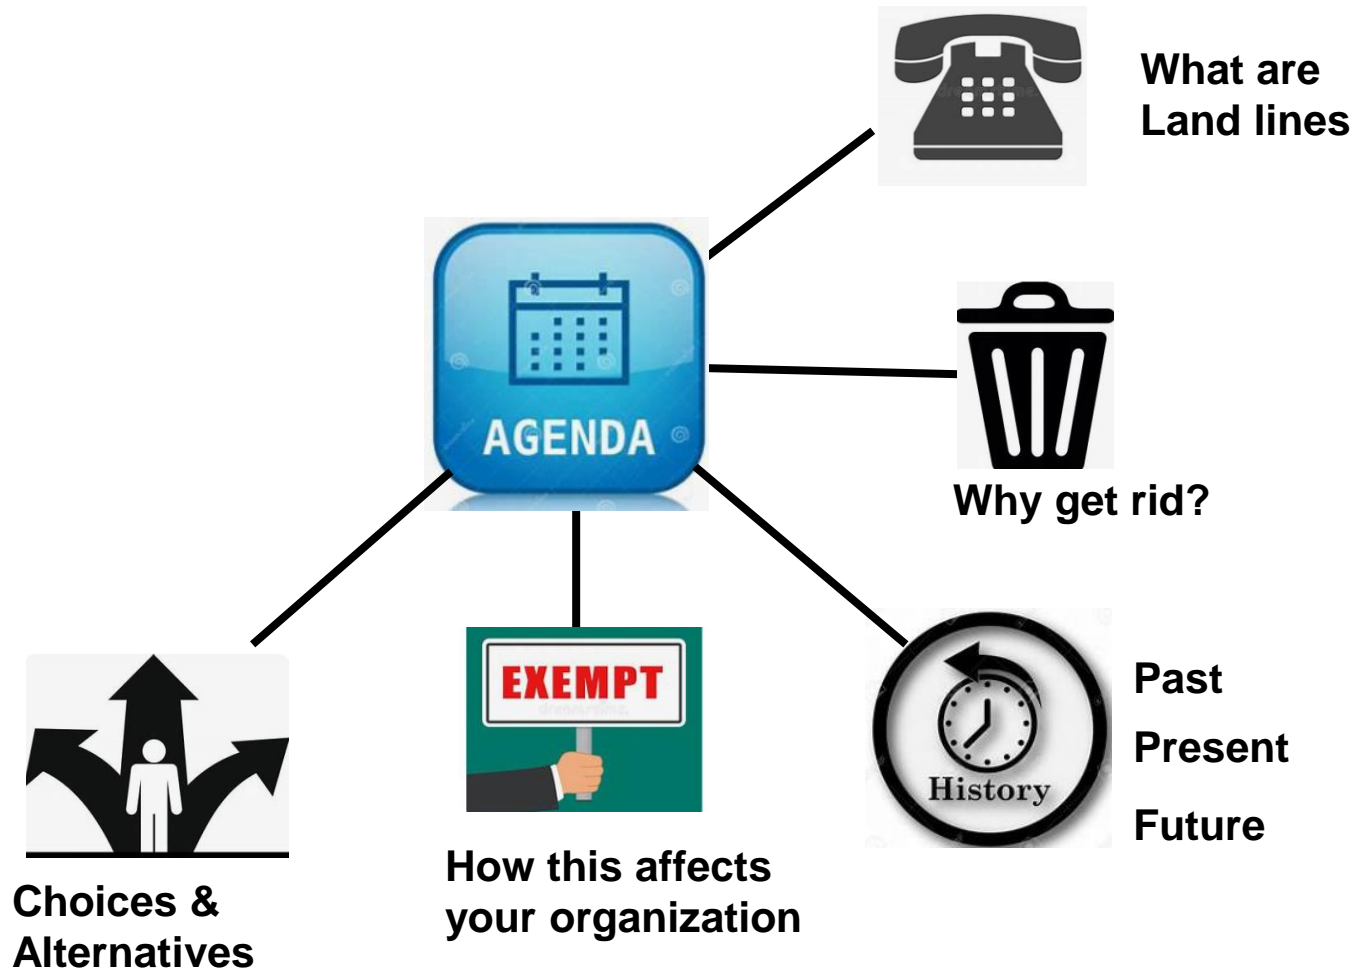 What are
Land lines
AGENDA
Why get rid?
EXEMPT
History
Past
Present
Future
How this affects
your organization
Choices &
Alternatives